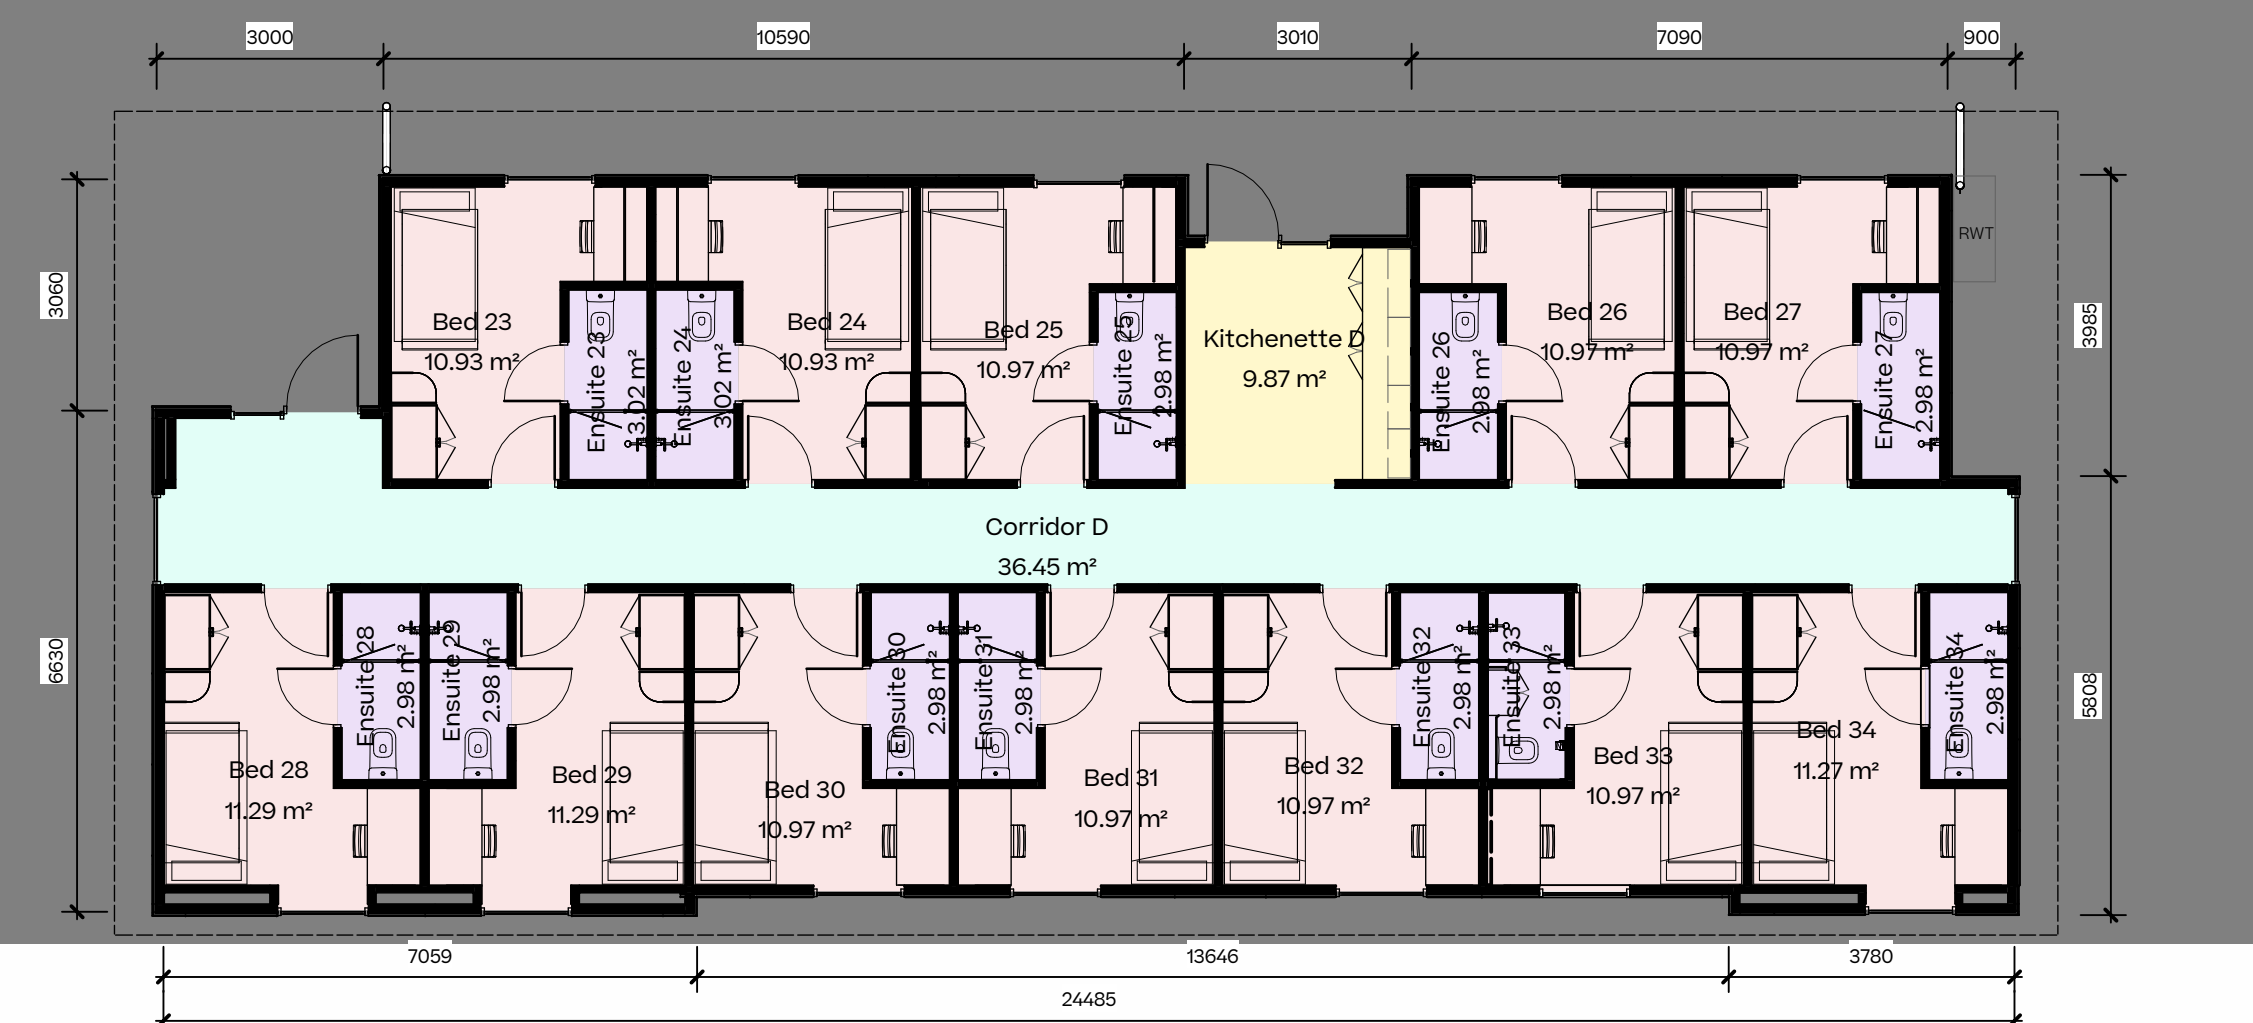 3000
10590
3010
7090
900
3060
3985
6630
5808
RWT
Bed 23
10.93 m²
Ensuite 23
3.02 m²
Ensuite 24
3.02 m²
Bed 24
10.93 m²
Bed 25
10.97 m²
Ensuite 25
2.98 m²
Kitchenette D
9.87 m²
Ensuite 26
2.98 m²
Bed 26
10.97 m²
Bed 27
10.97 m²
Ensuite 27
2.98 m²
Corridor D
36.45 m²
Bed 28
11.29 m²
Ensuite 28
2.98 m²
Ensuite 29
2.98 m²
Bed 29
11.29 m²
Bed 30
10.97 m²
Ensuite 30
2.98 m²
Ensuite 31
2.98 m²
Bed 31
10.97 m²
Bed 32
10.97 m²
Ensuite 32
2.98 m²
Ensuite 33
2.98 m²
Bed 33
10.97 m²
Bed 34
11.27 m²
Ensuite 34
2.98 m²
7059
13646
3780
24485